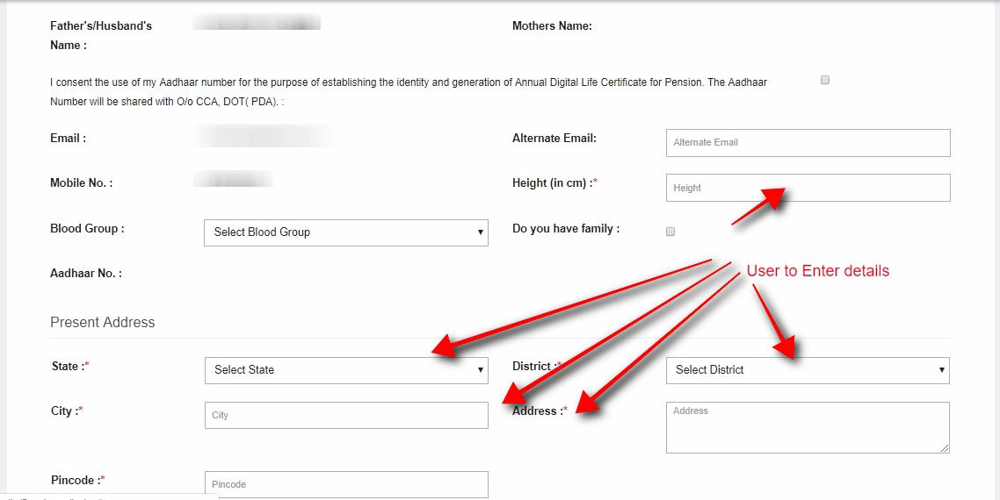 Father's/Husband's
Name :
Mothers Name:
I consent the use of my Aadhaar number for the purpose of establishing the identity and generation of Annual Digital Life Certificate for Pension. The Aadhaar
Number will be shared with O/o CCA, DOT( PDA). :
Email :
Alternate Email:
Alternate Email
Mobile No. :
Height (in cm) :*
Height
Blood Group :
Select Blood Group
Do you have family :
Aadhaar No. :
User to Enter details
Present Address
State :*
Select State
District :*
Select District
City :*
City
Address :*
Address
Pincode :*
Pincode